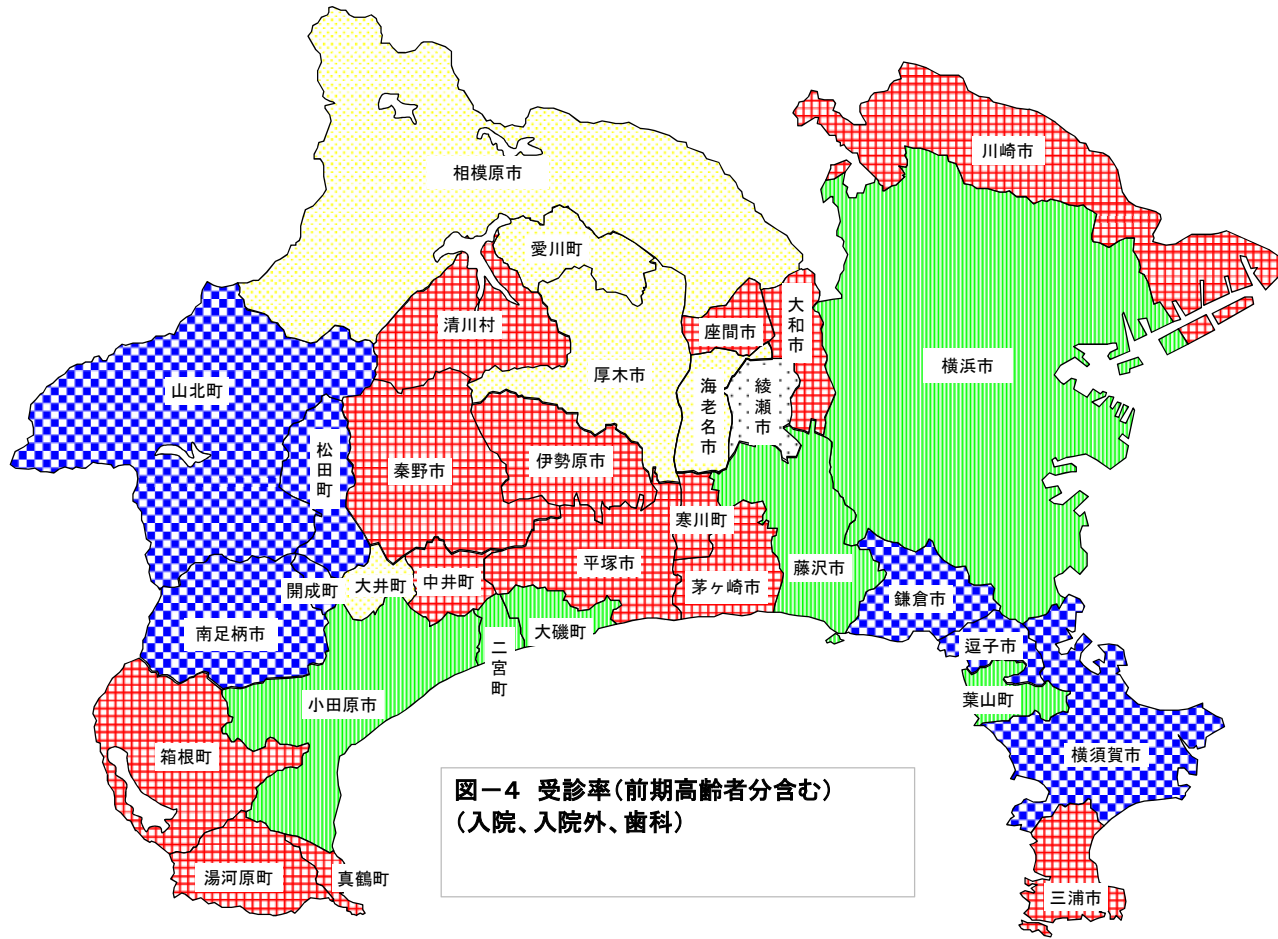 川崎市
相模原市
愛川町
清川村
座間市
大和市
横浜市
厚木市
海老名市
綾瀬市
山北町
松田町
秦野市
伊勢原市
寒川町
平塚市
藤沢市
茅ヶ崎市
開成町
大井町
中井町
鎌倉市
南足柄市
大磯町
二宮町
逗子市
小田原市
葉山町
箱根町
横須賀市
図－4 受診率(前期高齢者分含む)
(入院、入院外、歯科)
湯河原町
真鶴町
三浦市